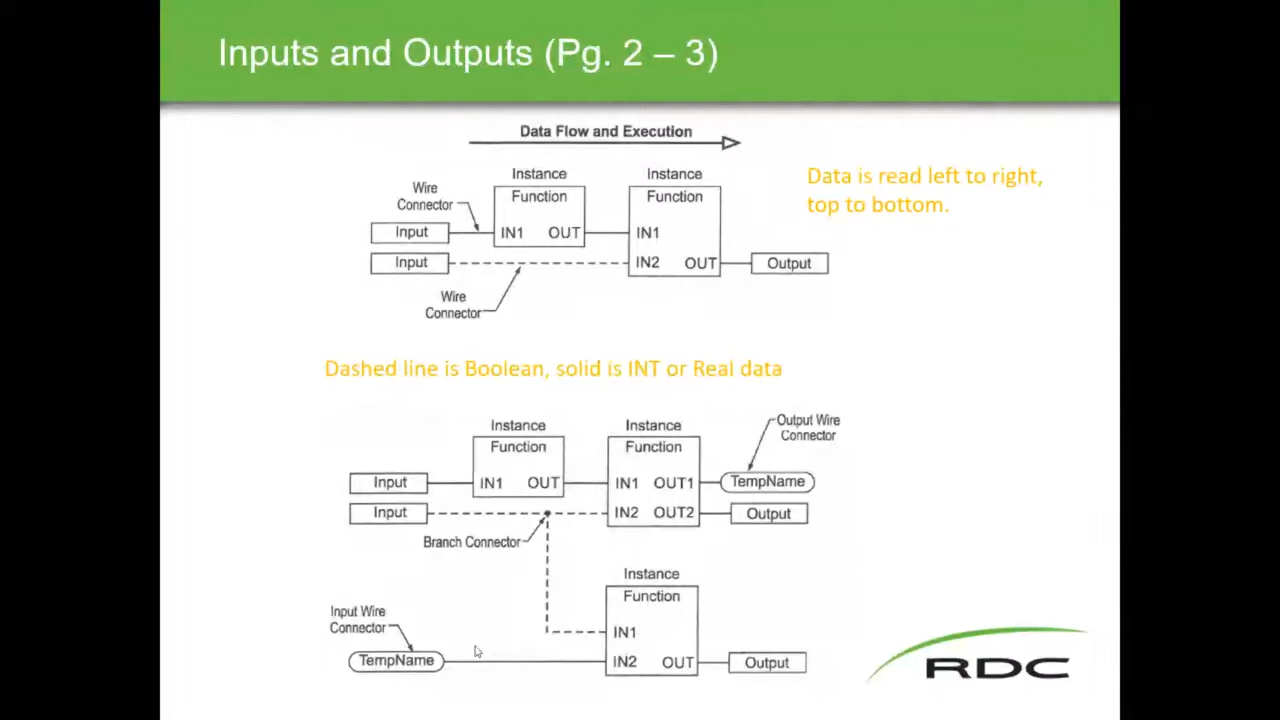 Inputs and Outputs (Pg. 2 – 3)
Data Flow and Execution
Data is read left to right,
top to bottom.
Instance
Instance
Wire
Connector
Function
Function
Input
IN1 OUT
IN1
Input
IN2 OUT
Output
Wire
Connector
Dashed line is Boolean, solid is INT or Real data
Output Wire
Connector
Instance
Instance
Function
Function
Input
IN1 OUT
IN1 OUT1
TempName
Input
IN2 OUT2
Output
Branch Connector
Instance
Function
Input Wire
Connector
IN1
TempName
IN2 OUT
Output
RDC